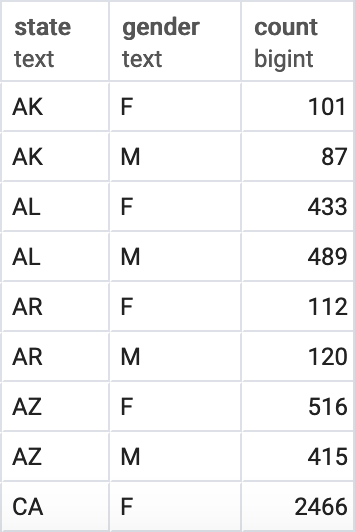 state gender count
text text bigint
AK F 101
AK M 87
AL F 433
AL M 489
AR F 112
AR M 120
AZ F 516
AZ M 415
CA F 2466